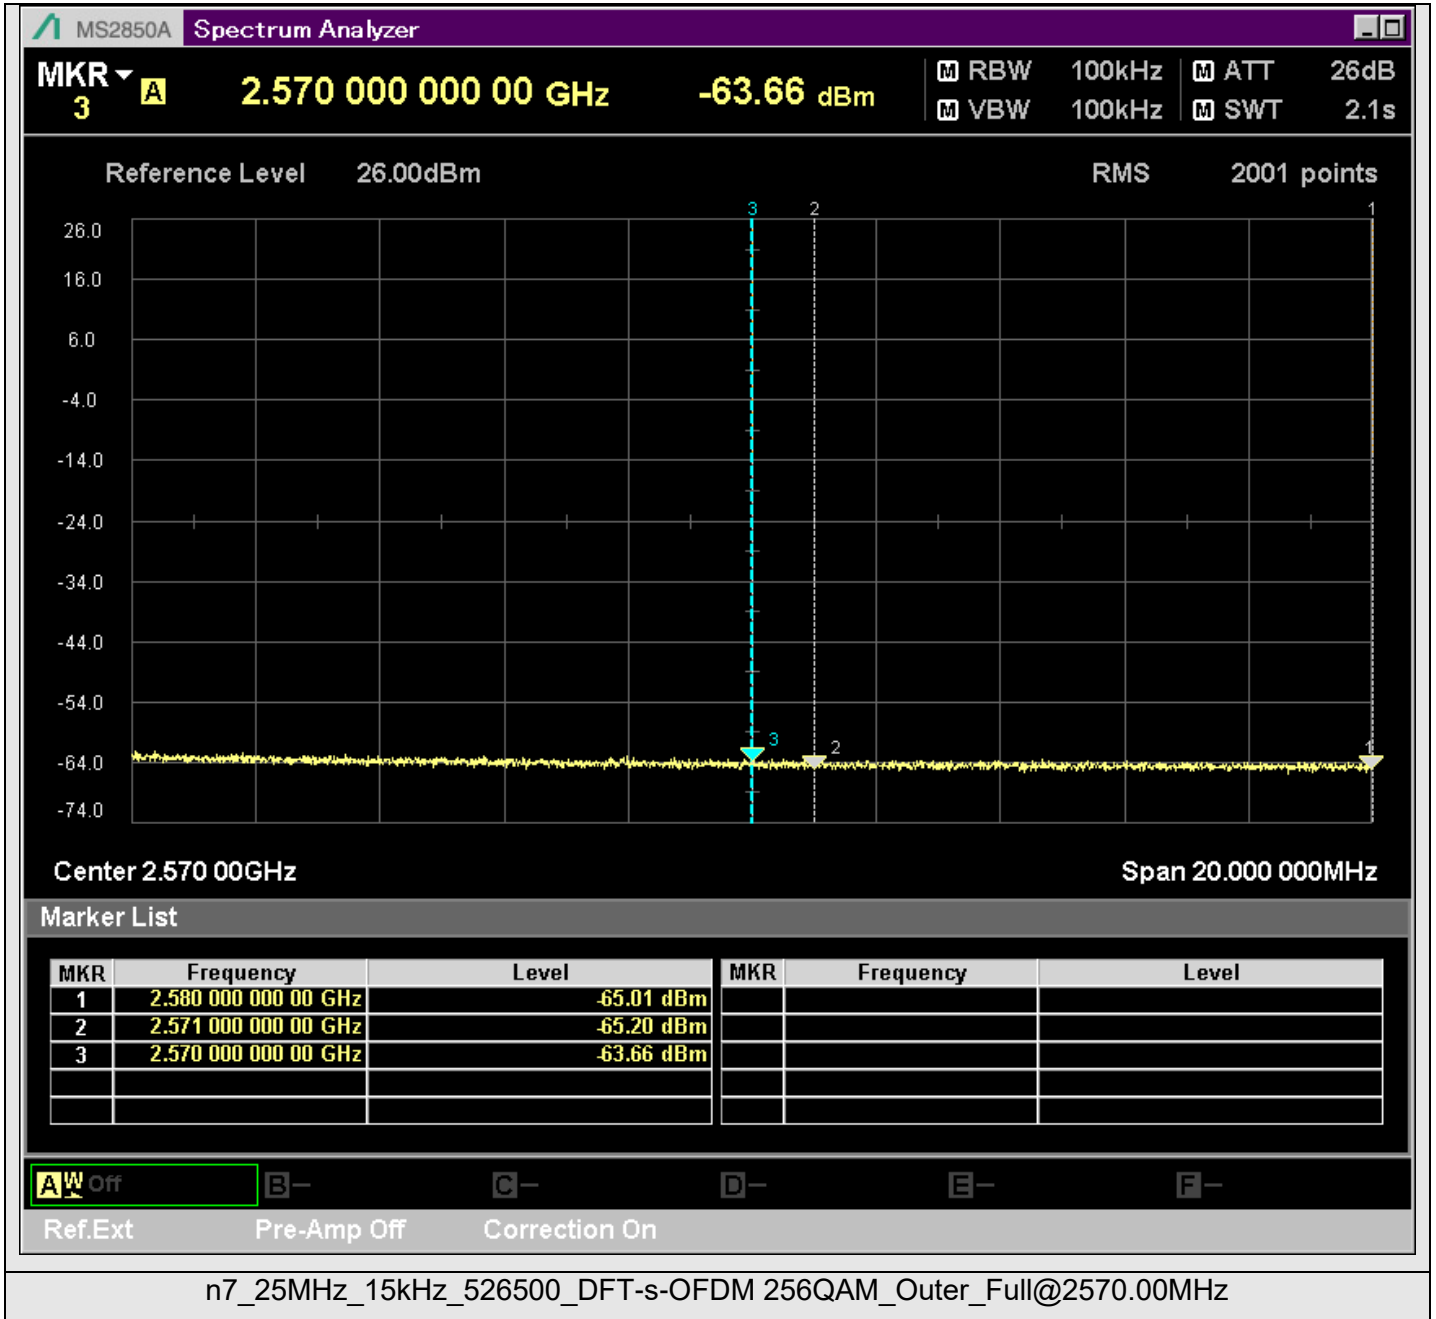 MS2850A Spectrum Analyzer
MKR A 2.570 000 000 00 GHz -63.66 dBm M RBW 100kHz M ATT 26dB
3 M VBW 100kHz M SWT 2.1s
Reference Level 26.00dBm RMS 2001 points
3 2 1
26.0
16.0
6.0
-4.0
-14.0
-24.0
-34.0
-44.0
-54.0
3 2 1
-64.0
-74.0
Center 2.570 00GHz Span 20.000 000MHz
Marker List
MKR Frequency Level MKR Frequency Level
1 2.580 000 000 00 GHz -65.01 dBm
2 2.571 000 000 00 GHz -65.20 dBm
3 2.570 000 000 00 GHz -63.66 dBm
A W Off B C D E F
Ref.Ext Pre-Amp Off Correction On
n7_25MHz_15kHz_526500_DFT-s-OFDM 256QAM_Outer_Full@2570.00MHz